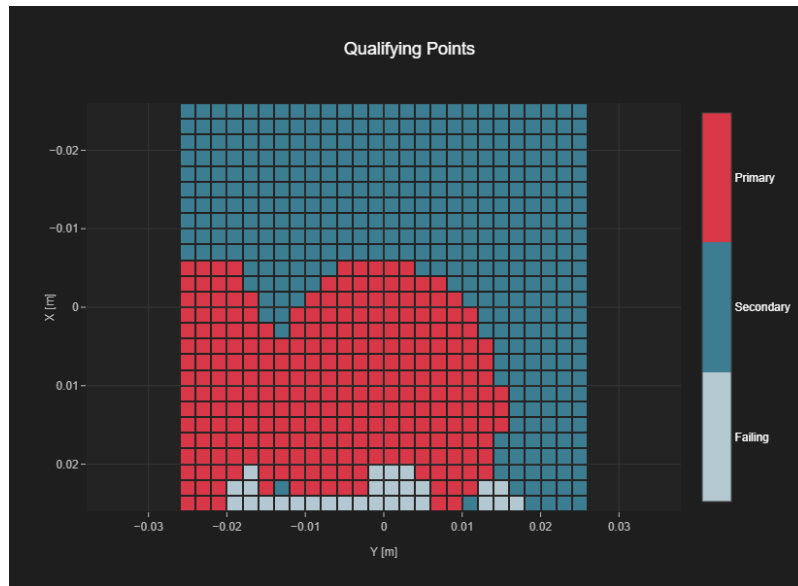 Qualifying Points
−0.02
−0.01
0
0.01
0.02
X [m]
−0.03
−0.02
−0.01
0
0.01
0.02
0.03
Y [m]
Primary
Secondary
Failing